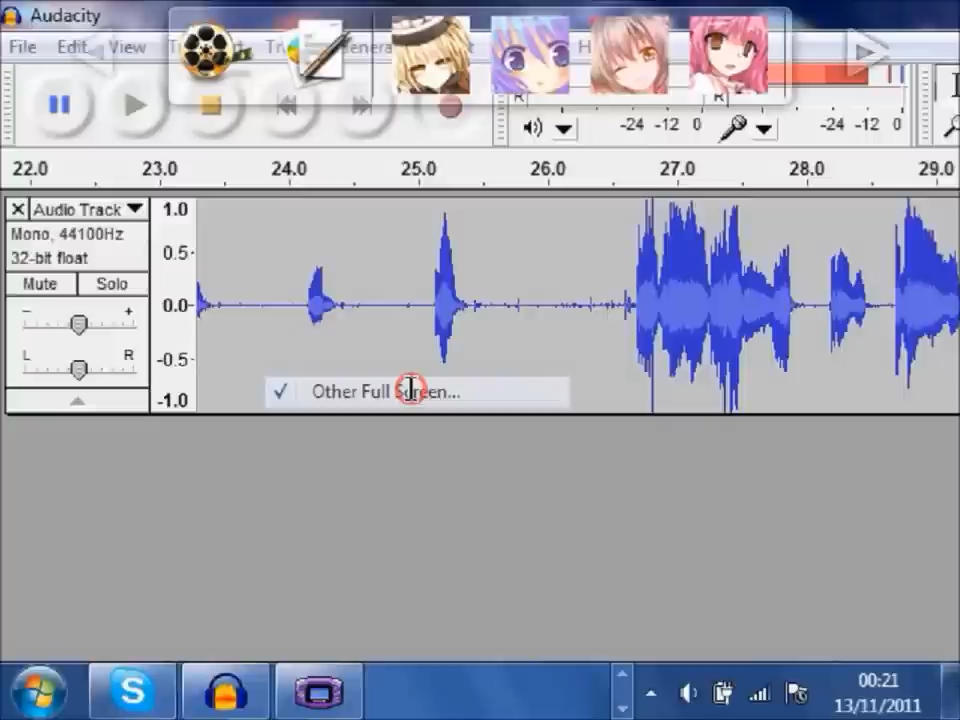 Audacity
File Edit View
R R
-24 -12 0 -24 -12 0
22.0 23.0 24.0 25.0 26.0 27.0 28.0 29.0
Audio Track
Mono, 44100Hz
32-bit float
Mute Solo
- +
L R
1.0
0.5
0.0
-0.5
-1.0
Other Full Screen...
00:21
13/11/2011